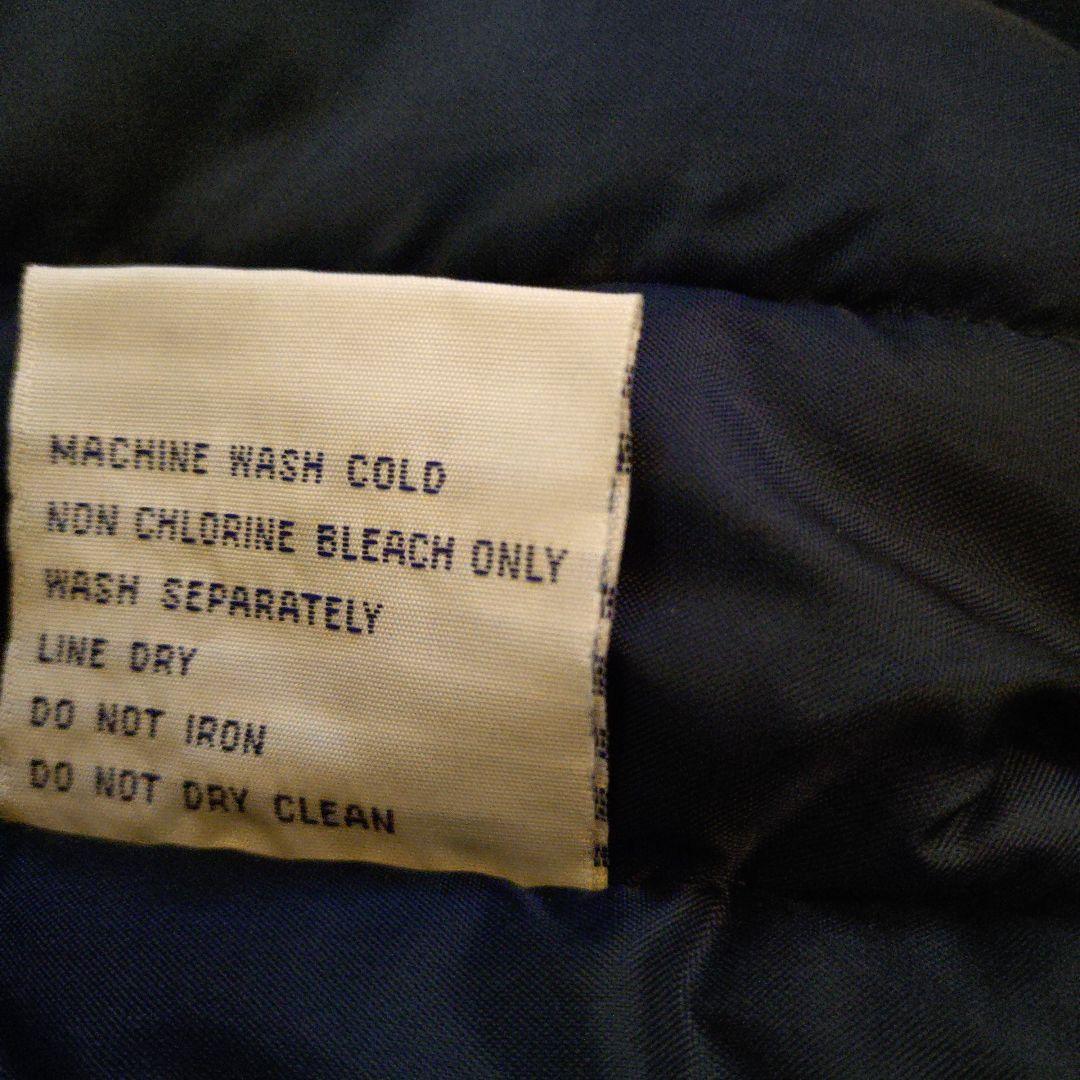 MACHINE WASH COLD
NON CHLORINE BLEACH ONLY
WASH SEPARATELY
LINE DRY
DO NOT IRON
DO NOT DRY CLEAN